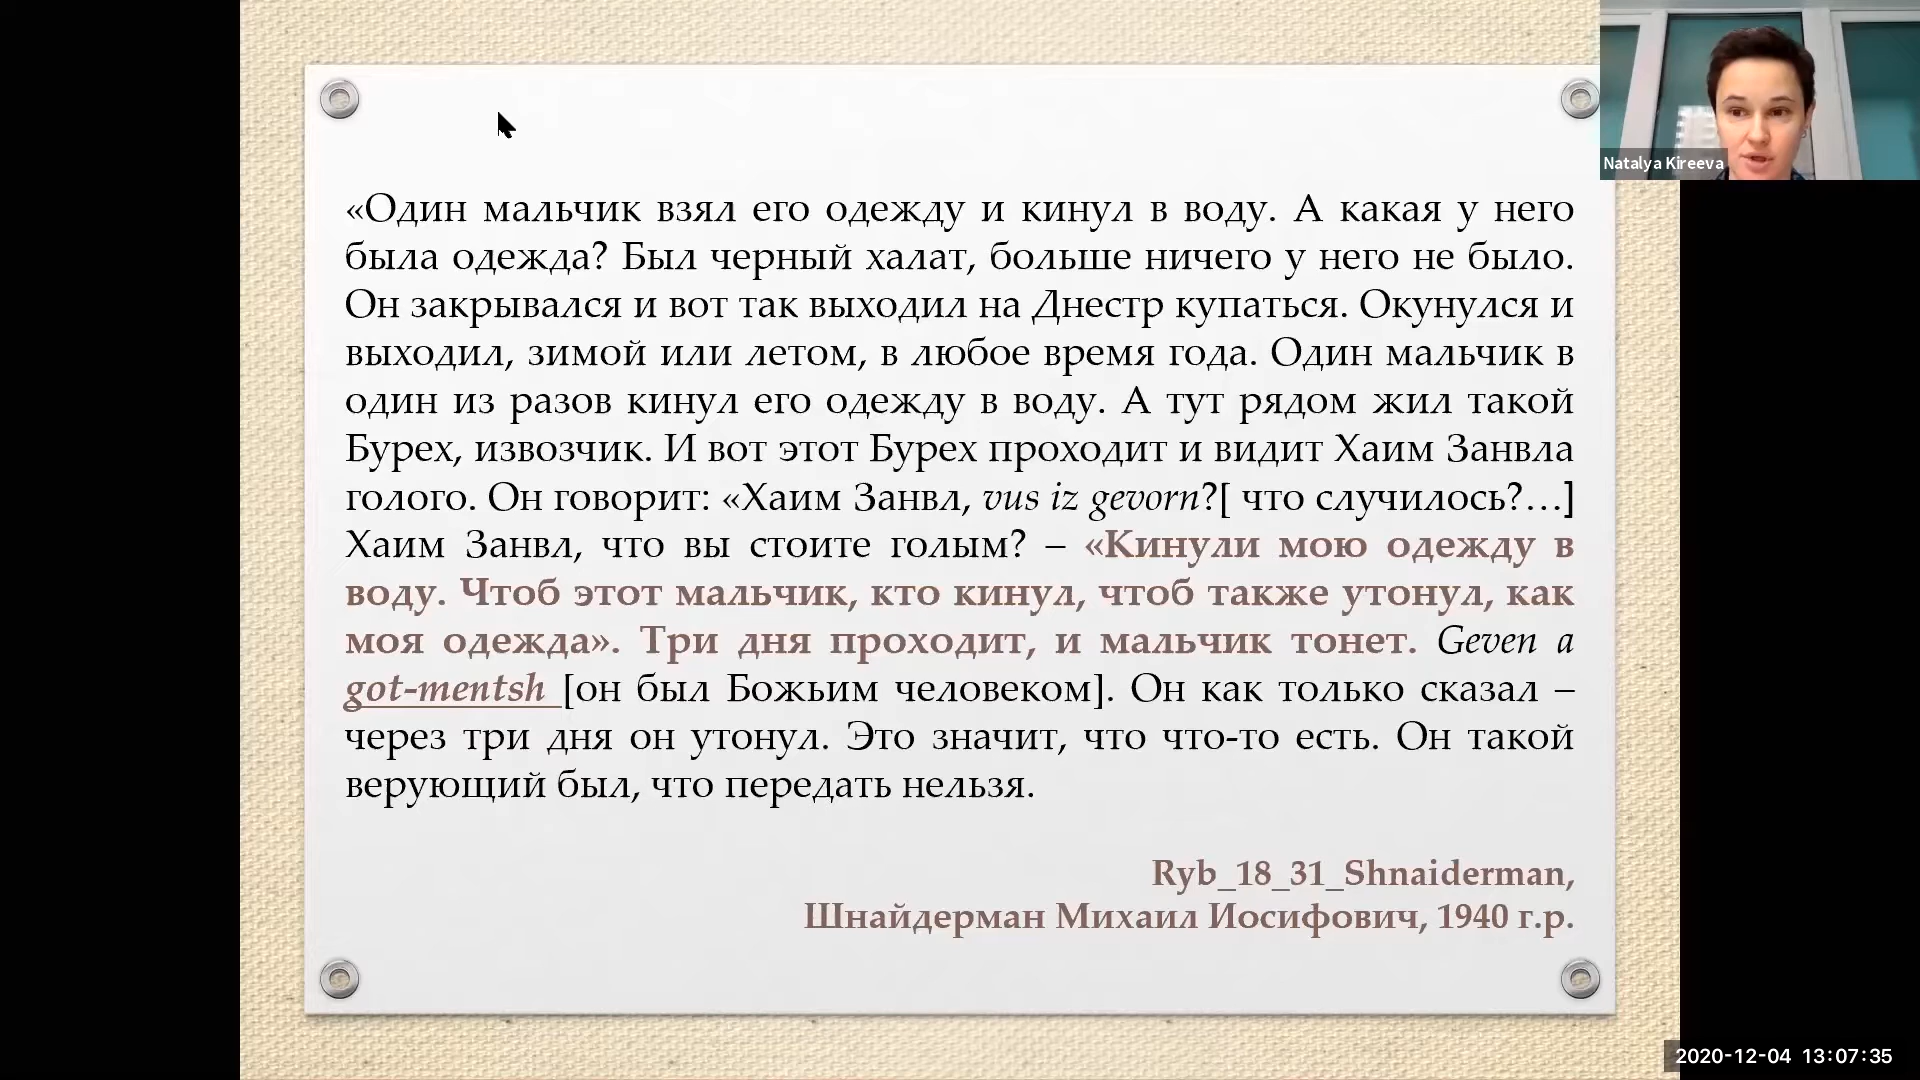 Natalya Kireeva
«Один мальчик взял его одежду и кинул в воду. А какая у него
была одежда? Был черный халат, больше ничего у него не было.
Он закрывался и вот так выходил на Днестр купаться. Окунулся и
выходил, зимой или летом, в любое время года. Один мальчик в
один из разов кинул его одежду в воду. А тут рядом жил такой
Бурех, извозчик. И вот этот Бурех проходит и видит Хаим Занвла
голого. Он говорит: «Хаим Занвл, vus iz gevorn?[ что случилось?…]
Хаим Занвл, что вы стоите голым? – «Кинули мою одежду в
воду. Чтоб этот мальчик, кто кинул, чтоб также утонул, как
моя одежда». Три дня проходит, и мальчик тонет. Geven a
got-mentsh [он был Божьим человеком]. Он как только сказал –
через три дня он утонул. Это значит, что что-то есть. Он такой
верующий был, что передать нельзя.
Ryb_18_31_Shnaiderman,
Шнайдерман Михаил Иосифович, 1940 г.р.
2020-12-04 13:07:35